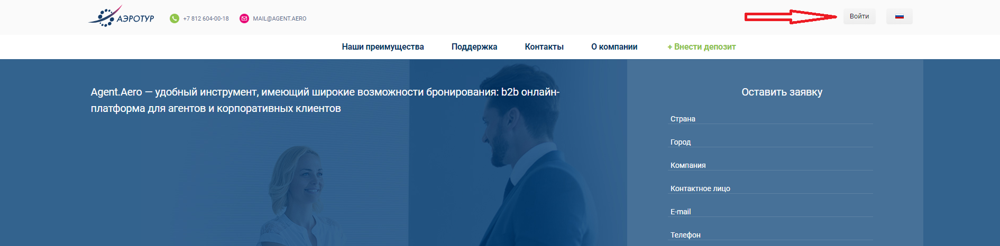 АЭРОТУР
+7 812 604-00-18
MAIL@AGENT.AERO
Войти
Наши преимущества
Поддержка
Контакты
О компании
+ Внести депозит
Agent.Aero — удобный инструмент, имеющий широкие возможности бронирования: b2b онлайн-
платформа для агентов и корпоративных клиентов
Оставить заявку
Страна
Город
Компания
Контактное лицо
E-mail
Телефон